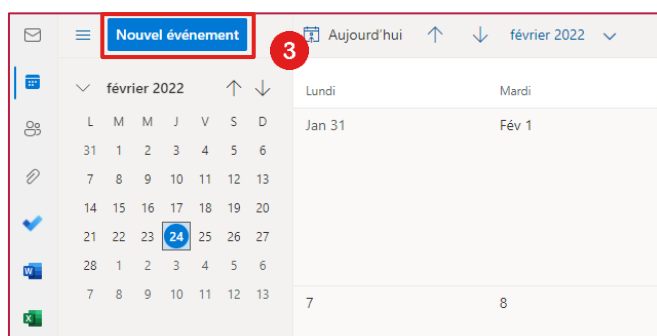 Nouvel événement
3
Aujourd'hui
février 2022
février 2022
L M M J V S D
31 1 2 3 4 5 6
7 8 9 10 11 12 13
14 15 16 17 18 19 20
21 22 23 24 25 26 27
28 1 2 3 4 5 6
7 8 9 10 11 12 13
Lundi
Mardi
Jan 31
Fév 1
7
8